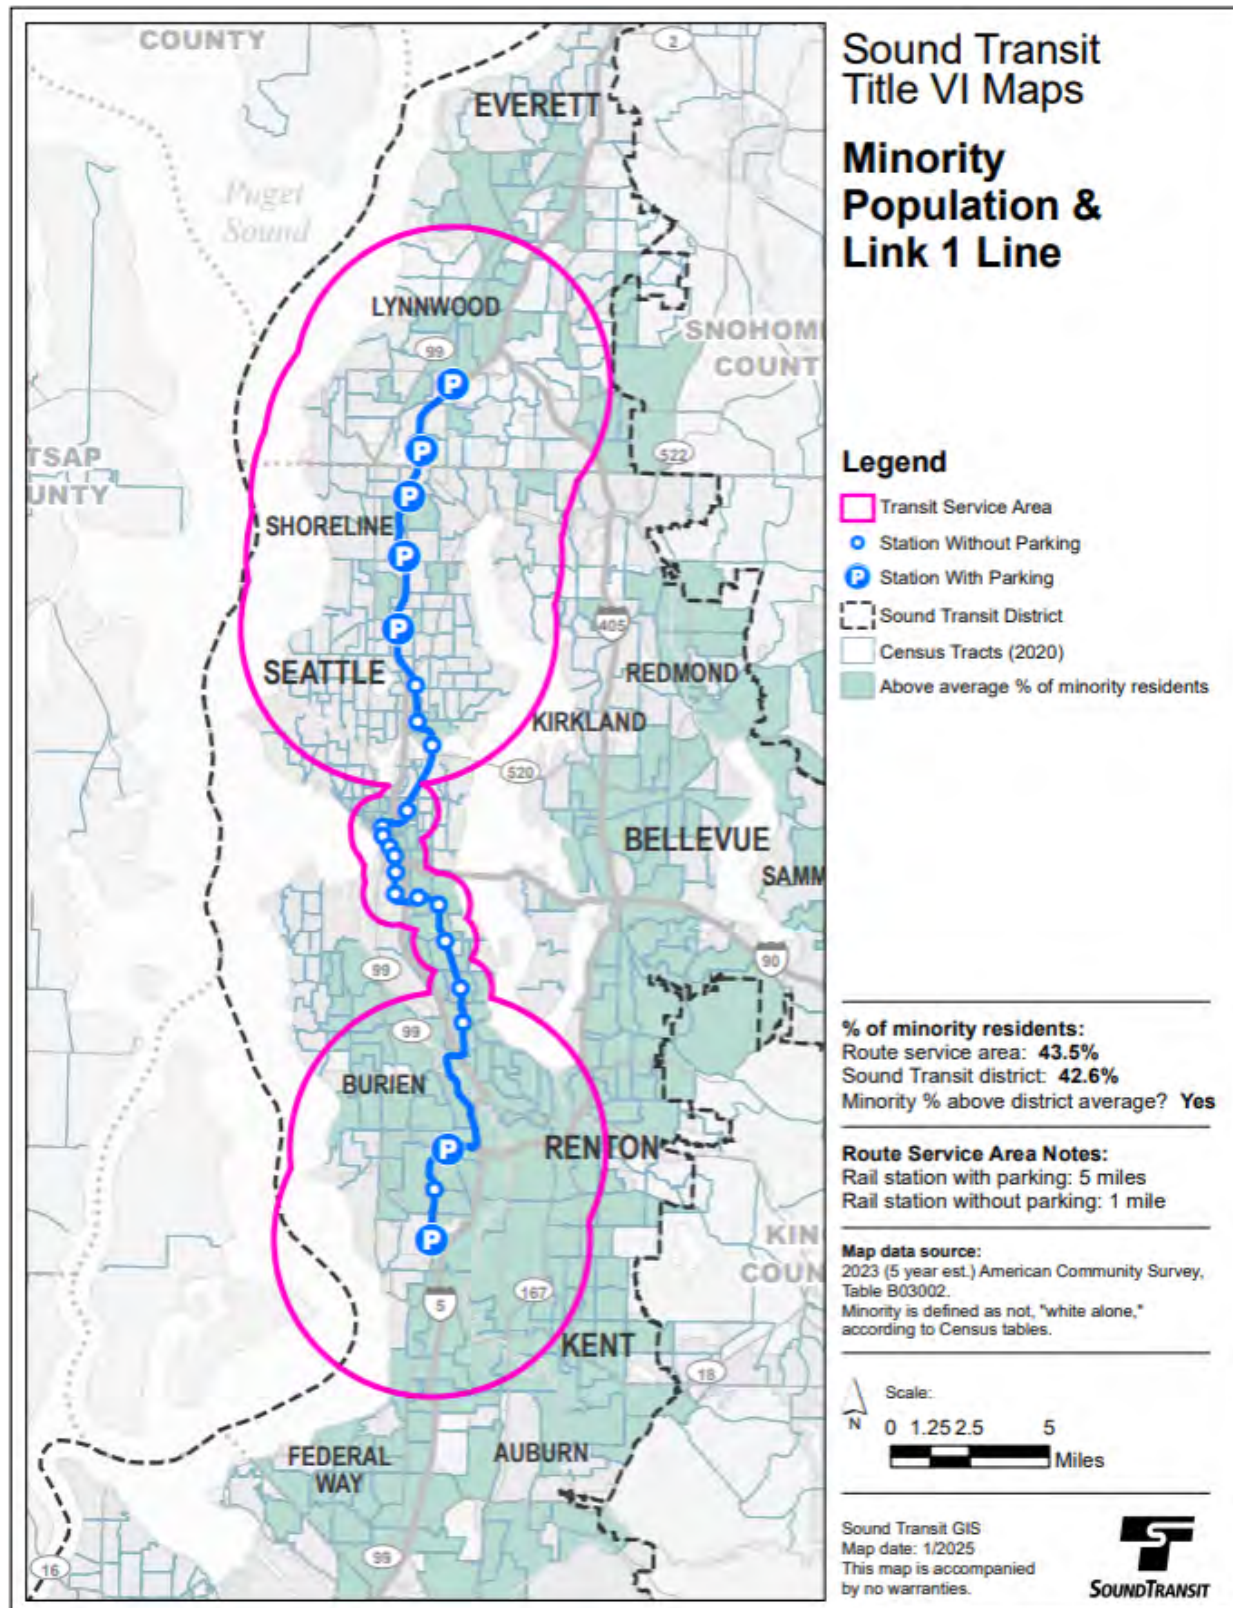 COUNTY
2
EVERETT
Puget
Sound
LYNNWOOD
99
SNOHOM
COUNT
TSAP
UNTY
522
SHORELINE
405
SEATTLE
REDMOND
KIRKLAND
520
BELLEVUE
SAMM
99
90
99
BURIEN
RENTON
KIN
COUN
5
167
KENT
18
FEDERAL
WAY
AUBURN
99
16
P
P
P
P
P
P
P
Sound Transit
Title VI Maps
Minority
Population &
Link 1 Line
Legend
Transit Service Area
Station Without Parking
P Station With Parking
Sound Transit District
Census Tracts (2020)
Above average % of minority residents
% of minority residents:
Route service area: 43.5%
Sound Transit district: 42.6%
Minority % above district average? Yes
Route Service Area Notes:
Rail station with parking: 5 miles
Rail station without parking: 1 mile
Map data source:
2023 (5 year est.) American Community Survey,
Table B03002.
Minority is defined as not, "white alone,"
according to Census tables.
N
Scale:
0 1.25 2.5 5
Miles
Sound Transit GIS
Map date: 1/2025
This map is accompanied
by no warranties.
SOUNDTRANSIT